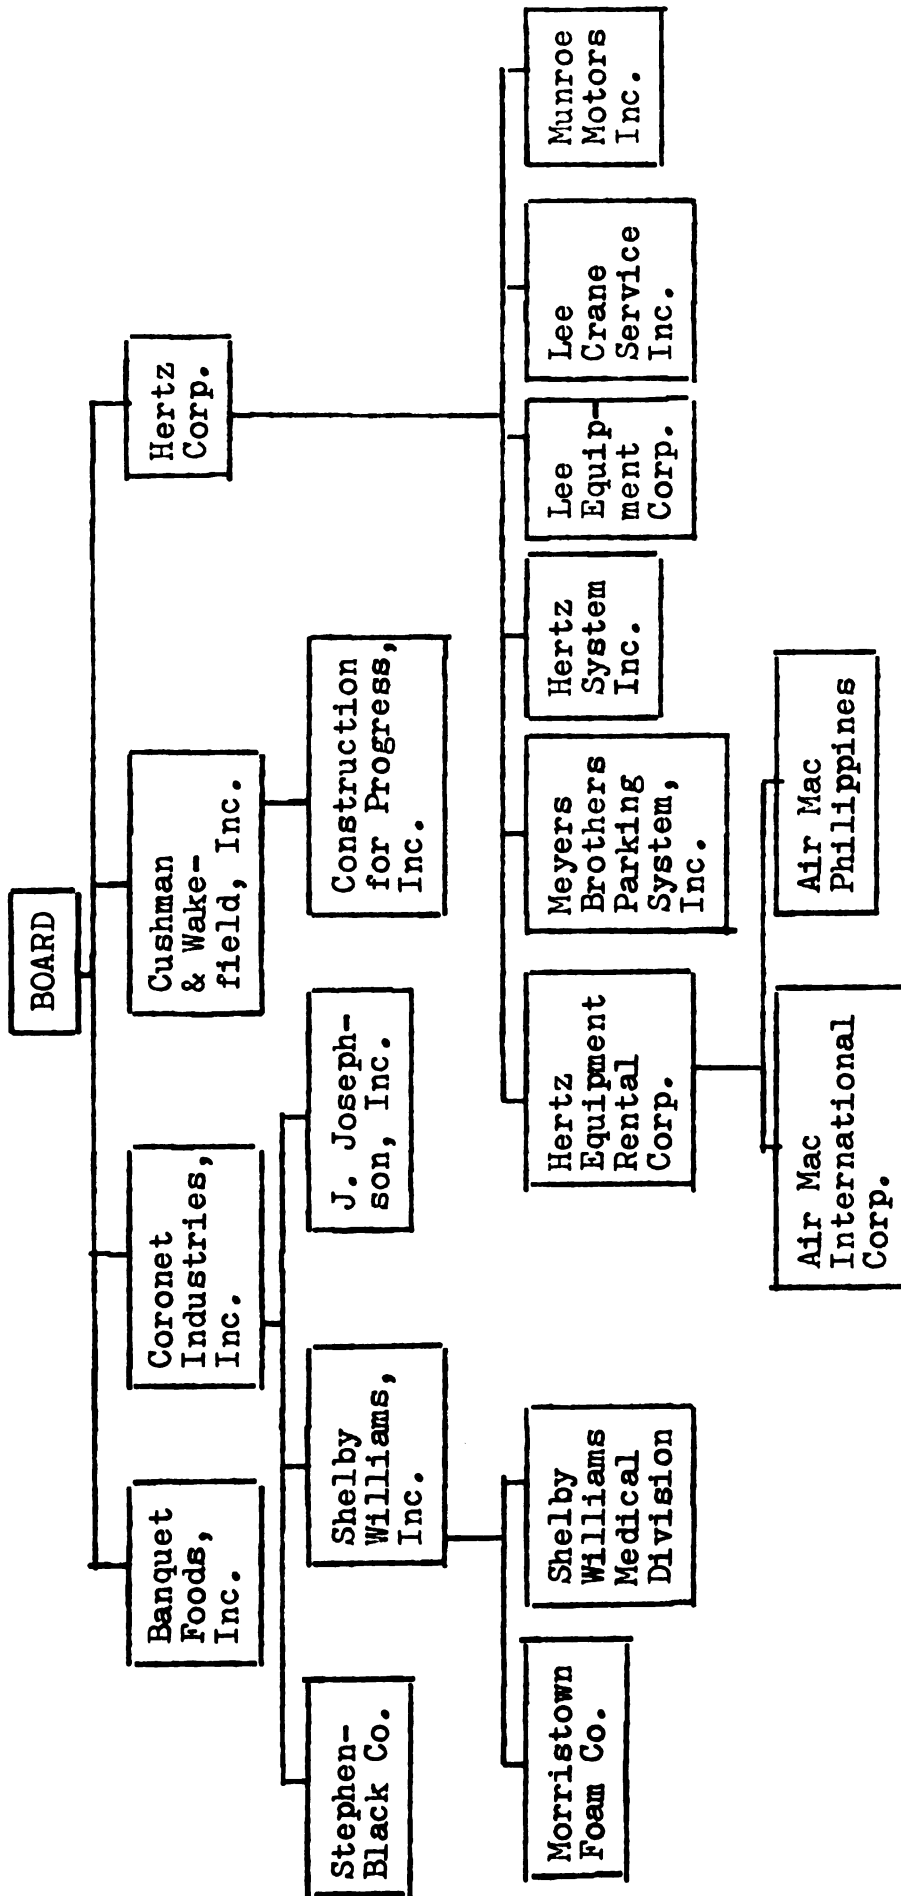 BOARD
Banquet
Foods,
Inc.
Coronet
Industries,
Inc.
Cushman
& Wake-
field, Inc.
Hertz
Corp.
Stephen-
Black Co.
Shelby
Williams,
Inc.
J. Joseph-
son, Inc.
Construction
for Progress,
Inc.
Morristown
Foam Co.
Shelby
Williams
Medical
Division
Hertz
Equipment
Rental
Corp.
Meyers
Brothers
Parking
System,
Inc.
Hertz
System
Inc.
Lee
Equip-
ment
Corp.
Lee
Crane
Service
Inc.
Munroe
Motors
Inc.
Air Mac
International
Corp.
Air Mac
Philippines